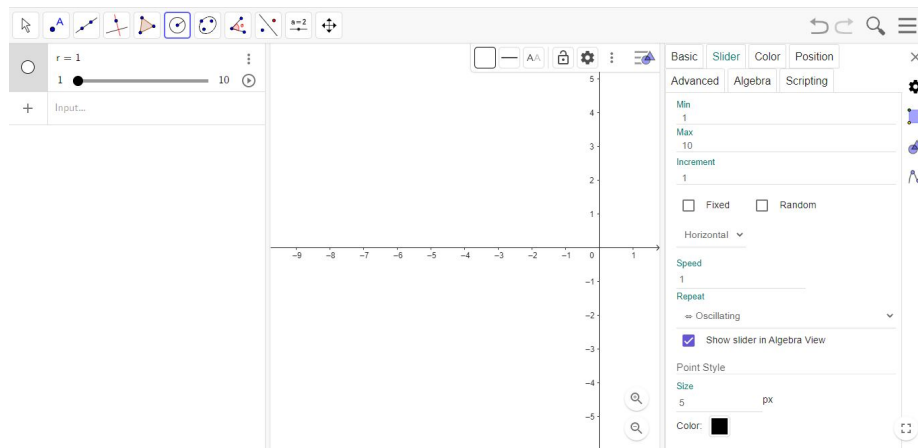 A
a=2
r = 1
1
10
Input...
AA
5
4
3
2
1
−9 −8 −7 −6 −5 −4 −3 −2 −1 0 1
−1
−2
−3
−4
−5
Basic Slider Color Position
Advanced Algebra Scripting
Min
1
Max
10
Increment
1
Fixed Random
Horizontal
Speed
1
Repeat
⇔ Oscillating
Show slider in Algebra View
Point Style
Size
5 px
Color: